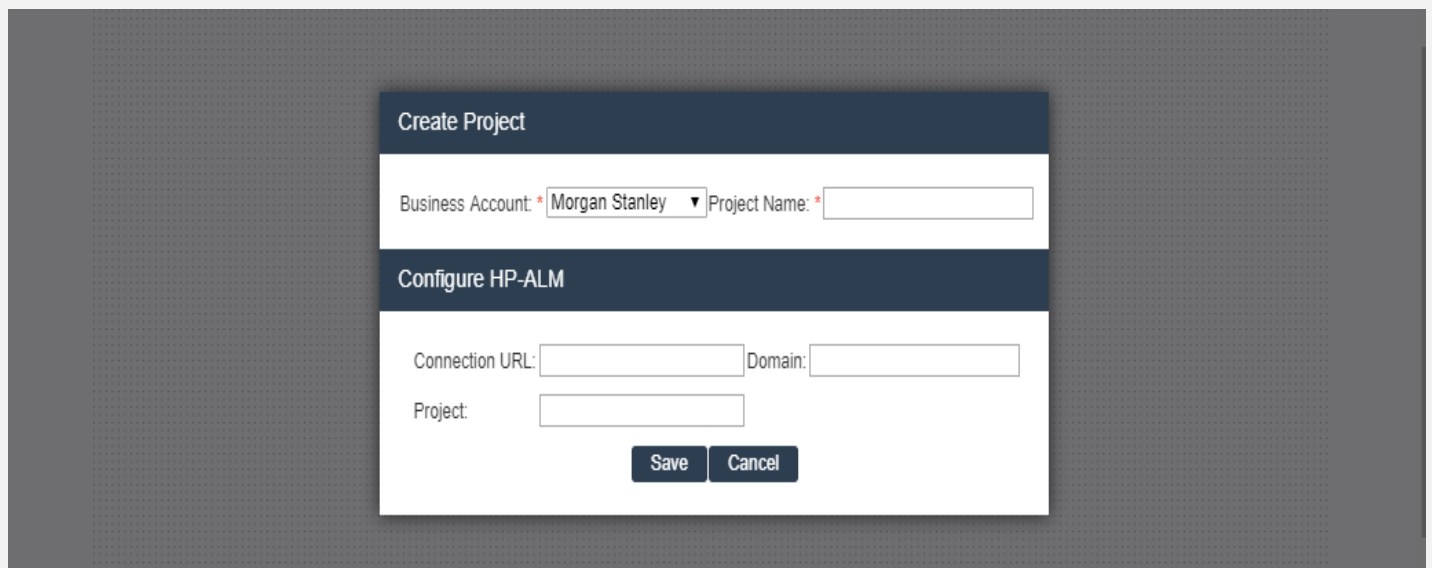 Create Project
Business Account: * Morgan Stanley Project Name: *
Configure HP-ALM
Connection URL: Domain:
Project:
Save Cancel